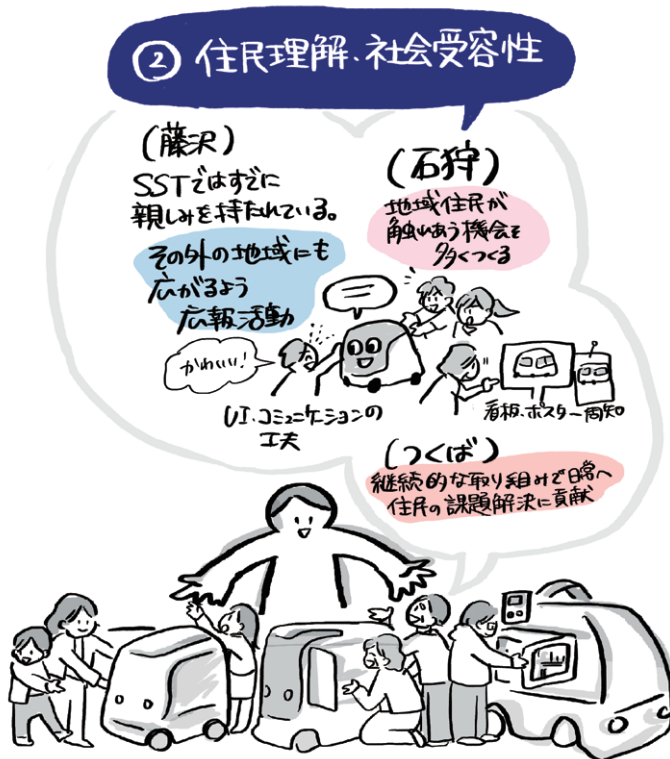 ② 住民理解、社会受容性
(藤沢)
SSTではすでに
親しみを持たれている。
その外の地域にも
広がるよう
広報活動
(石狩)
地域住民が
触れあう機会を
多くつくる
かわいい!
UI、コミュニケーションの
工夫
看板、ポスター周知
(つくば)
継続的な取り組みで日常へ
住民の課題解決に貢献